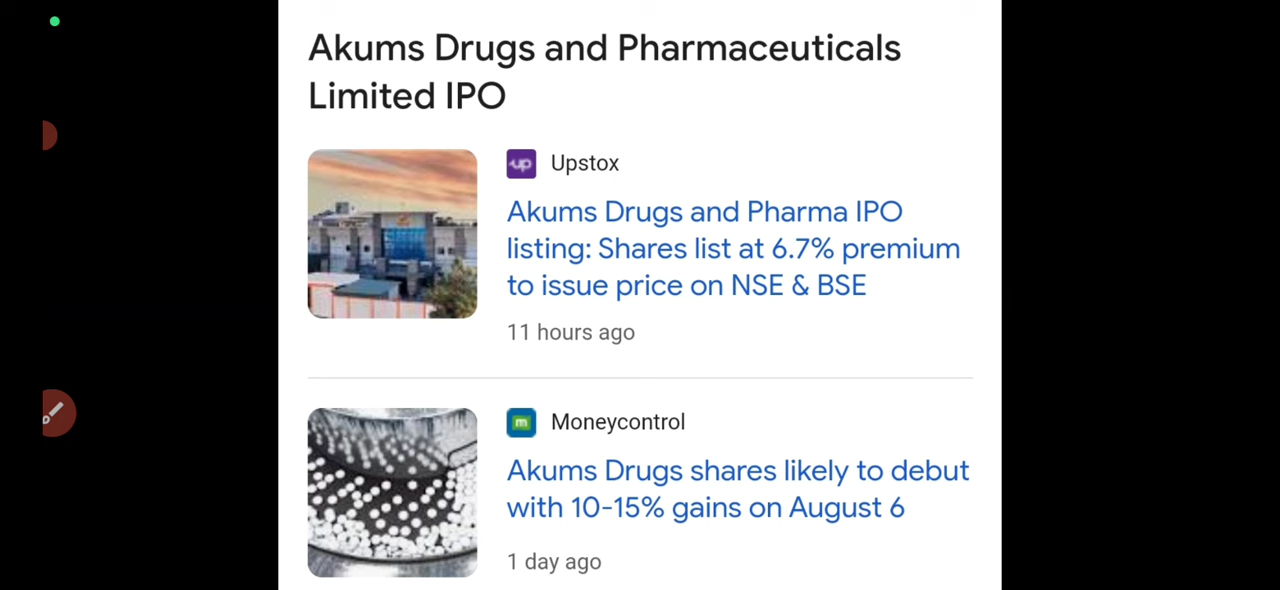 Akums Drugs and Pharmaceuticals
Limited IPO
up Upstox
Akums Drugs and Pharma IPO
listing: Shares list at 6.7% premium
to issue price on NSE & BSE
11 hours ago
m Moneycontrol
Akums Drugs shares likely to debut
with 10-15% gains on August 6
1 day ago